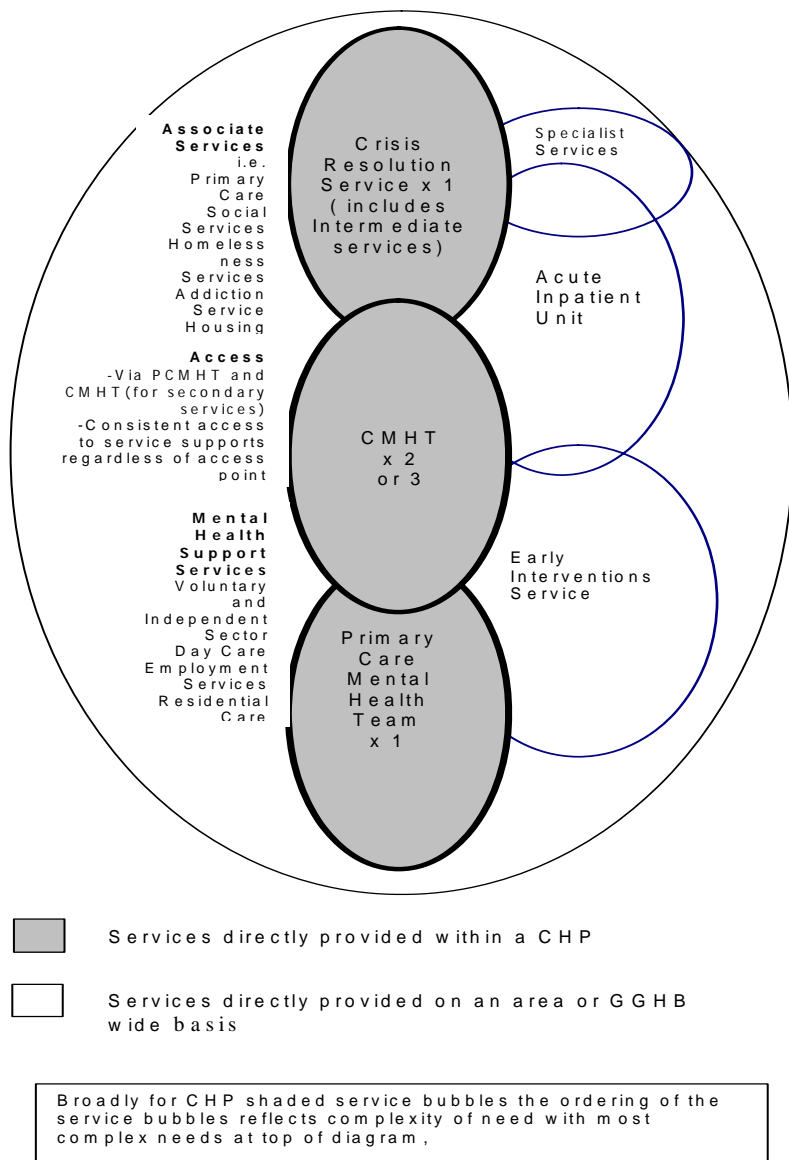 Associate
Services
i.e.
Primary
Care
Social
Services
Homeless
ness
Services
Addiction
Service
Housing
Access
-Via PCMHT and
CMHT(for secondary
services)
-Consistent access
to service supports
regardless of access
point
Mental
Health
Support
Services
Voluntary
and
Independent
Sector
Day Care
Employment
Services
Residential
Care
Crisis
Resolution
Service x 1
( includes
Intermediate
services)
CMHT
x 2
or 3
Primary
Care
Mental
Health
Team
x 1
Specialist
Services
Acute
Inpatient
Unit
Early
Interventions
Service
Services directly provided within a CHP
Services directly provided on an area or GGHB
wide basis
Broadly for CHP shaded service bubbles the ordering of the
service bubbles reflects complexity of need with most
complex needs at top of diagram,